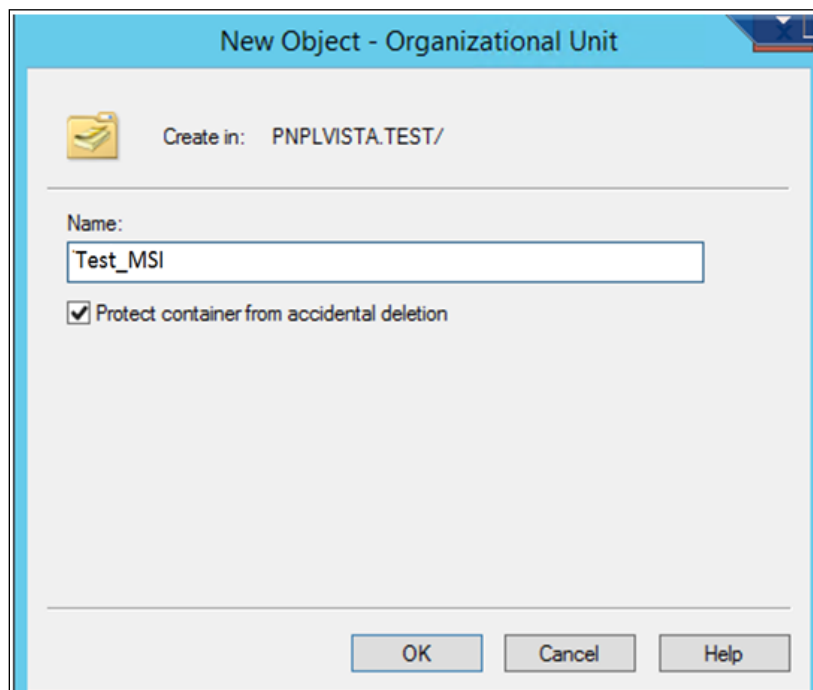 New Object - Organizational Unit
Create in: PNPLVISTA.TEST/
Name:
Test_MSI
Protect container from accidental deletion
OK Cancel Help